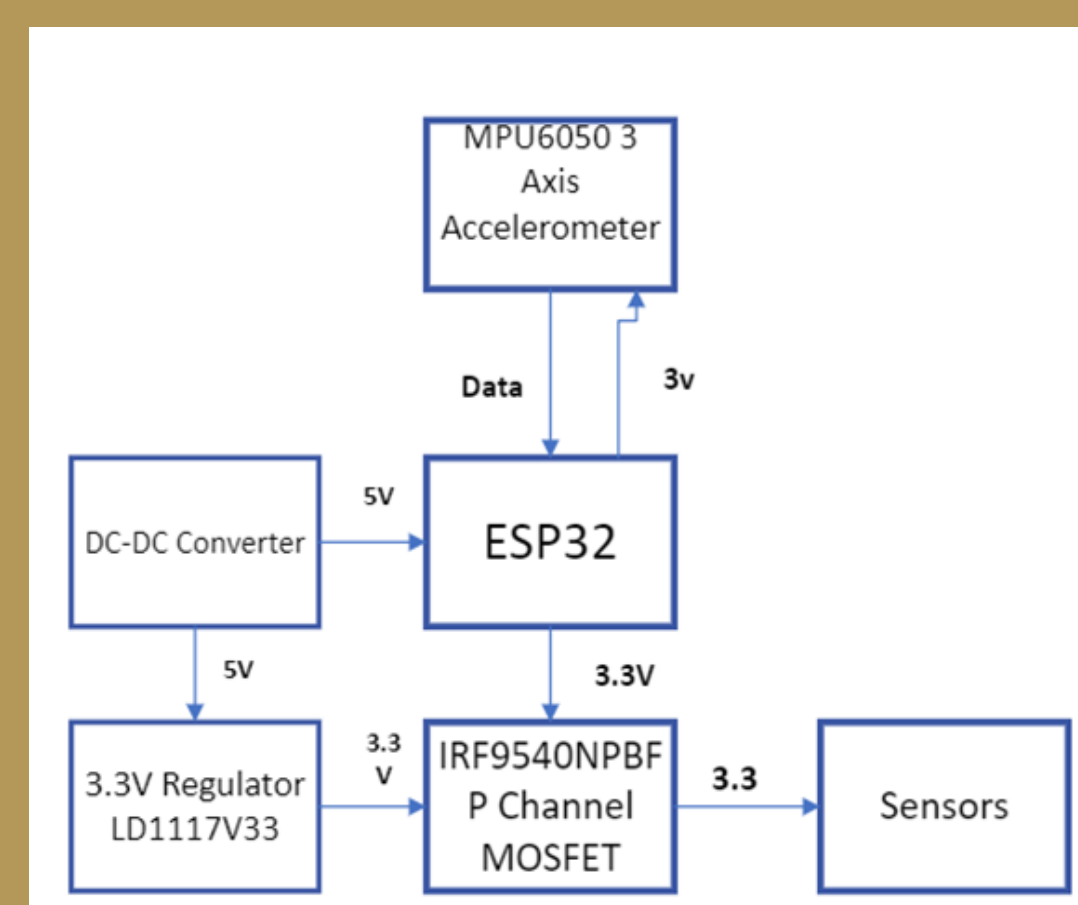 MPU6050 3
Axis
Accelerometer
Data
3v
DC-DC Converter
5V
ESP32
5V
3.3V
3.3V Regulator
LD1117V33
3.3
V
IRF9540NPBF
P Channel
MOSFET
3.3
Sensors